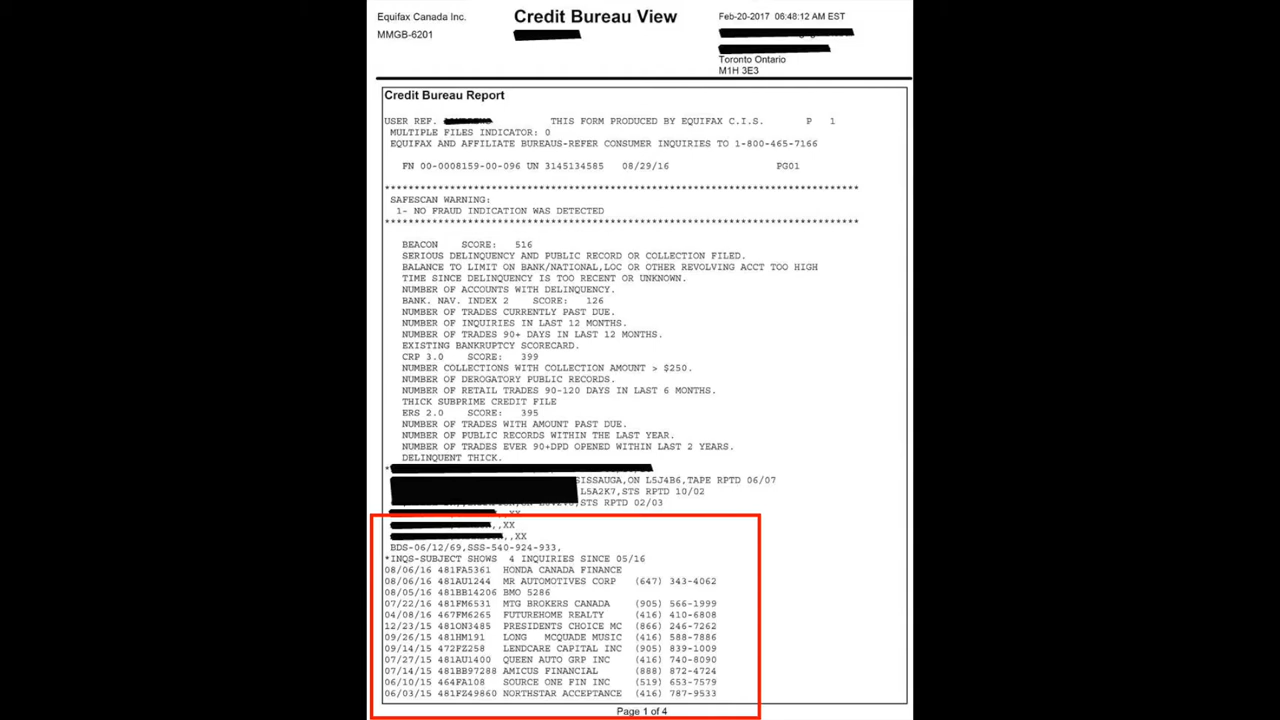 Equifax Canada Inc.
MMGB-6201
Credit Bureau View
Feb-20-2017 06:48:12 AM EST
Toronto Ontario
M1H 3E3
Credit Bureau Report
USER REF. THIS FORM PRODUCED BY EQUIFAX C.I.S. P 1
MULTIPLE FILES INDICATOR: 0
EQUIFAX AND AFFILIATE BUREAUS-REFER CONSUMER INQUIRIES TO 1-800-465-7166
FN 00-0008159-00-096 UN 3145134585 08/29/16 PG01
********************************************************************************
SAFESCAN WARNING:
1- NO FRAUD INDICATION WAS DETECTED
********************************************************************************
BEACON SCORE: 516
SERIOUS DELINQUENCY AND PUBLIC RECORD OR COLLECTION FILED.
BALANCE TO LIMIT ON BANK/NATIONAL,LOC OR OTHER REVOLVING ACCT TOO HIGH
TIME SINCE DELINQUENCY IS TOO RECENT OR UNKNOWN.
NUMBER OF ACCOUNTS WITH DELINQUENCY.
BANK. NAV. INDEX 2 SCORE: 126
NUMBER OF TRADES CURRENTLY PAST DUE.
NUMBER OF INQUIRIES IN LAST 12 MONTHS.
NUMBER OF TRADES 90+ DAYS IN LAST 12 MONTHS.
EXISTING BANKRUPTCY SCORECARD.
CRP 3.0 SCORE: 399
NUMBER COLLECTIONS WITH COLLECTION AMOUNT > $250.
NUMBER OF DEROGATORY PUBLIC RECORDS.
NUMBER OF RETAIL TRADES 90-120 DAYS IN LAST 6 MONTHS.
THICK SUBPRIME CREDIT FILE
ERS 2.0 SCORE: 395
NUMBER OF TRADES WITH AMOUNT PAST DUE.
NUMBER OF PUBLIC RECORDS WITHIN THE LAST YEAR.
NUMBER OF TRADES EVER 90+DPD OPENED WITHIN LAST 2 YEARS.
DELINQUENT THICK.
*
SISSAUGA,ON L5J4B6,TAPE RPTD 06/07
L5A2K7,STS RPTD 10/02
STS RPTD 02/03
,,XX
,,XX
,,XX
BDS-06/12/69,SSS-540-924-933,
*INQS-SUBJECT SHOWS 4 INQUIRIES SINCE 05/16
08/06/16 481FA5361 HONDA CANADA FINANCE
08/06/16 481AU1244 MR AUTOMOTIVES CORP (647) 343-4062
08/05/16 481BB14206 BMO 5286
07/22/16 481FM6531 MTG BROKERS CANADA (905) 566-1999
04/08/16 467FM6265 FUTUREHOME REALTY (416) 410-6808
12/23/15 481ON3485 PRESIDENTS CHOICE MC (866) 246-7262
09/26/15 481HM191 LONG MCQUADE MUSIC (416) 588-7886
09/14/15 472FZ258 LENDCARE CAPITAL INC (905) 839-1009
07/27/15 481AU1400 QUEEN AUTO GRP INC (416) 740-8090
07/14/15 481BB97288 AMICUS FINANCIAL (888) 872-4724
06/10/15 464FA108 SOURCE ONE FIN INC (519) 653-7579
06/03/15 481FZ49860 NORTHSTAR ACCEPTANCE (416) 787-9533
Page 1 of 4